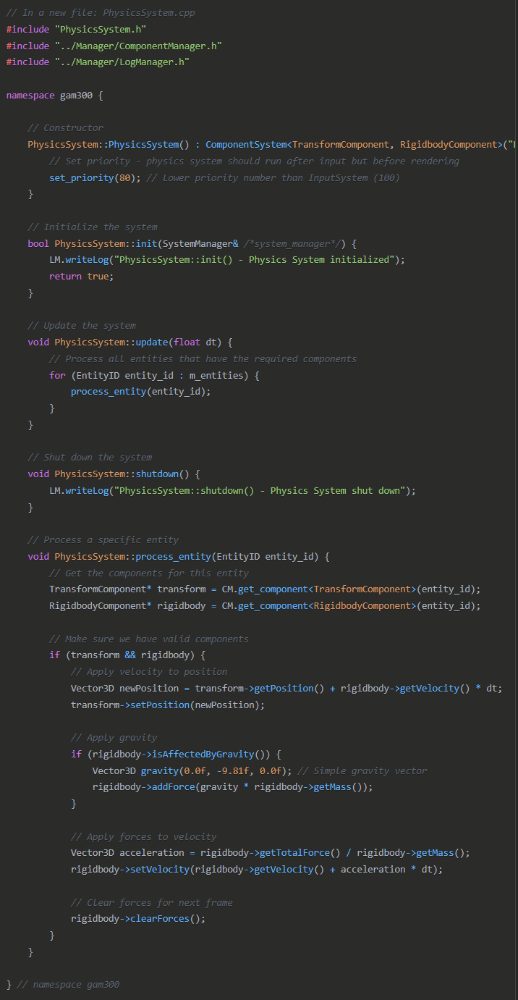 // In a new file: PhysicsSystem.cpp
#include "PhysicsSystem.h"
#include "../Manager/ComponentManager.h"
#include "../Manager/LogManager.h"

namespace gam300 {

    // Constructor
    PhysicsSystem::PhysicsSystem() : ComponentSystem<TransformComponent, RigidbodyComponent>("
        // Set priority - physics system should run after input but before rendering
        set_priority(80); // Lower priority number than InputSystem (100)
    }

    // Initialize the system
    bool PhysicsSystem::init(SystemManager& /*system_manager*/) {
        LM.writeLog("PhysicsSystem::init() - Physics System initialized");
        return true;
    }

    // Update the system
    void PhysicsSystem::update(float dt) {
        // Process all entities that have the required components
        for (EntityID entity_id : m_entities) {
            process_entity(entity_id);
        }
    }

    // Shut down the system
    void PhysicsSystem::shutdown() {
        LM.writeLog("PhysicsSystem::shutdown() - Physics System shut down");
    }

    // Process a specific entity
    void PhysicsSystem::process_entity(EntityID entity_id) {
        // Get the components for this entity
        TransformComponent* transform = CM.get_component<TransformComponent>(entity_id);
        RigidbodyComponent* rigidbody = CM.get_component<RigidbodyComponent>(entity_id);

        // Make sure we have valid components
        if (transform && rigidbody) {
            // Apply velocity to position
            Vector3D newPosition = transform->getPosition() + rigidbody->getVelocity() * dt;
            transform->setPosition(newPosition);

            // Apply gravity
            if (rigidbody->isAffectedByGravity()) {
                Vector3D gravity(0.0f, -9.81f, 0.0f); // Simple gravity vector
                rigidbody->addForce(gravity * rigidbody->getMass());
            }

            // Apply forces to velocity
            Vector3D acceleration = rigidbody->getTotalForce() / rigidbody->getMass();
            rigidbody->setVelocity(rigidbody->getVelocity() + acceleration * dt);

            // Clear forces for next frame
            rigidbody->clearForces();
        }
    }

} // namespace gam300